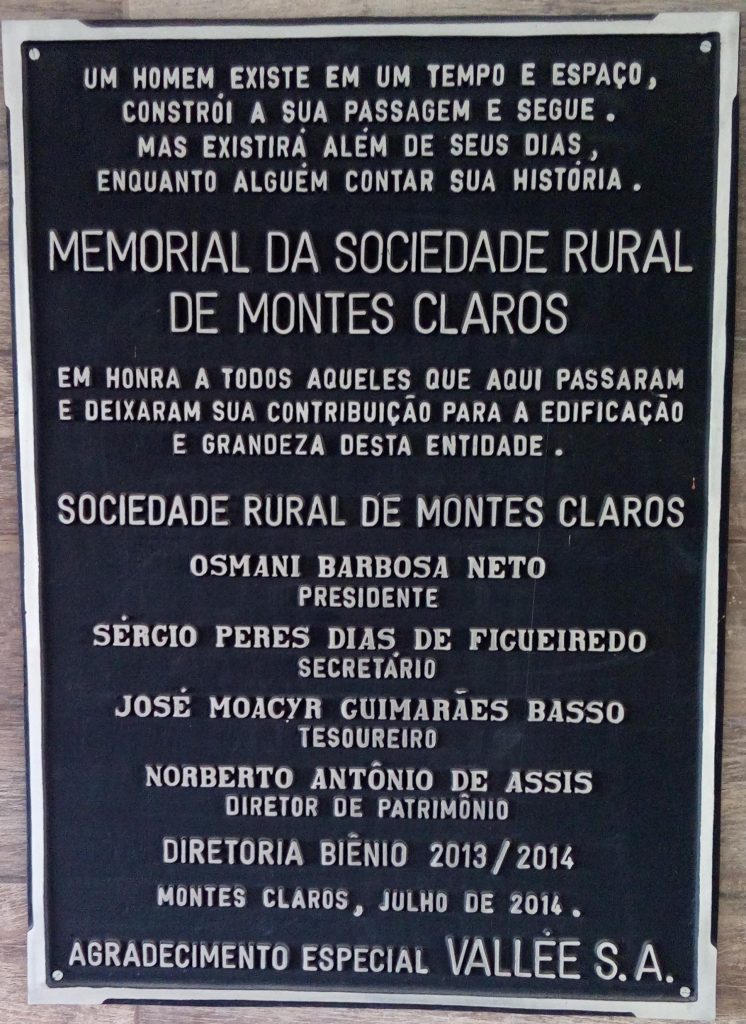 UM HOMEM EXISTE EM UM TEMPO E ESPAÇO,
CONSTRÓI A SUA PASSAGEM E SEGUE.
MAS EXISTIRÁ ALÉM DE SEUS DIAS,
ENQUANTO ALGUÉM CONTAR SUA HISTÓRIA.
MEMORIAL DA SOCIEDADE RURAL
DE MONTES CLAROS
EM HONRA A TODOS AQUELES QUE AQUI PASSARAM
E DEIXARAM SUA CONTRIBUIÇÃO PARA A EDIFICAÇÃO
E GRANDEZA DESTA ENTIDADE.
SOCIEDADE RURAL DE MONTES CLAROS
OSMANI BARBOSA NETO
PRESIDENTE
SÉRGIO PERES DIAS DE FIGUEIREDO
SECRETÁRIO
JOSÉ MOACYR GUIMARÃES BASSO
TESOUREIRO
NORBERTO ANTÔNIO DE ASSIS
DIRETOR DE PATRIMÔNIO
DIRETORIA BIÊNIO 2013/2014
MONTES CLAROS, JULHO DE 2014.
AGRADECIMENTO ESPECIAL VALLÉE S.A.